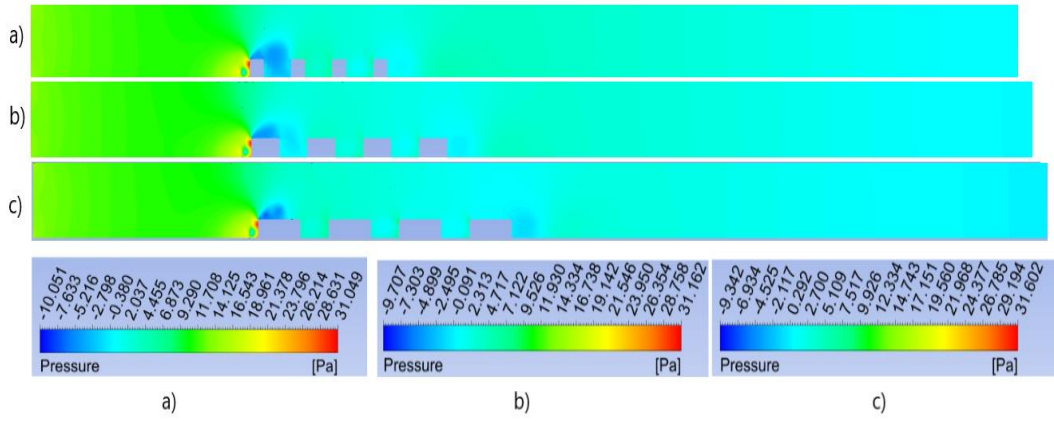 a)
b)
c)
-10.051 -7.633 -5.216 -2.798 -0.380 2.037 4.455 6.873 9.290 11.708 14.125 16.543 18.961 21.378 23.796 26.214 28.631 31.049
Pressure [Pa]
-9.707 -7.303 -4.899 -2.495 -0.091 2.313 4.717 7.122 9.526 11.930 14.334 16.738 19.142 21.546 23.950 26.354 28.758 31.162
Pressure [Pa]
-9.342 -6.934 -4.525 -2.117 0.292 2.700 5.109 7.517 9.926 12.334 14.743 17.151 19.560 21.968 24.377 26.785 29.194 31.602
Pressure [Pa]
a) b) c)